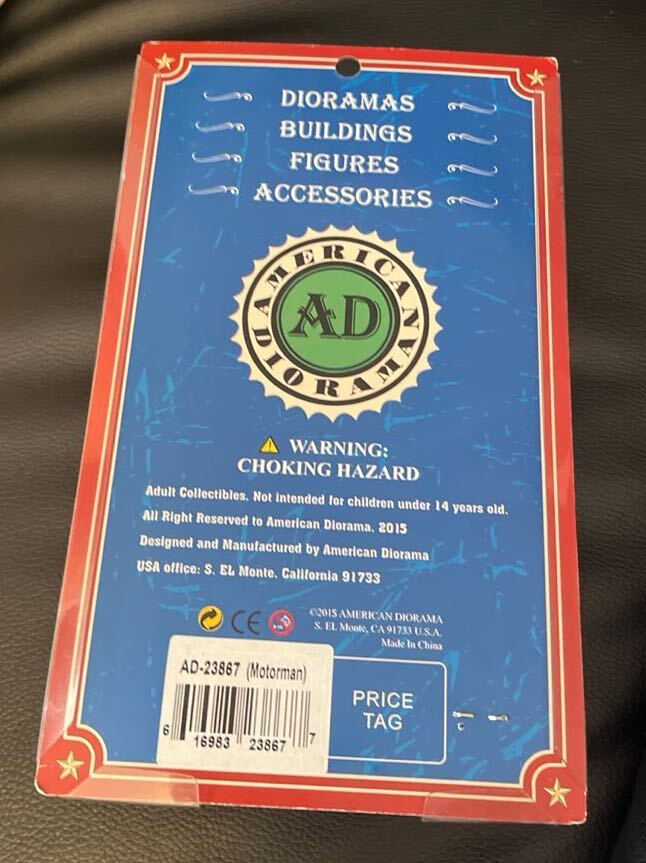 DIORAMAS
BUILDINGS
FIGURES
ACCESSORIES
AMERICAN
AD
DIORAMA
WARNING:
CHOKING HAZARD
Adult Collectibles. Not intended for children under 14 years old.
All Right Reserved to American Diorama. 2015
Designed and Manufactured by American Diorama
USA office: S. EL Monte. California 91733
CE
0-3
©2015 AMERICAN DIORAMA
S. EL Monte, CA 91733 U.S.A.
Made In China
AD-23867 (Motorman)
6 16983 23867 7
PRICE
TAG